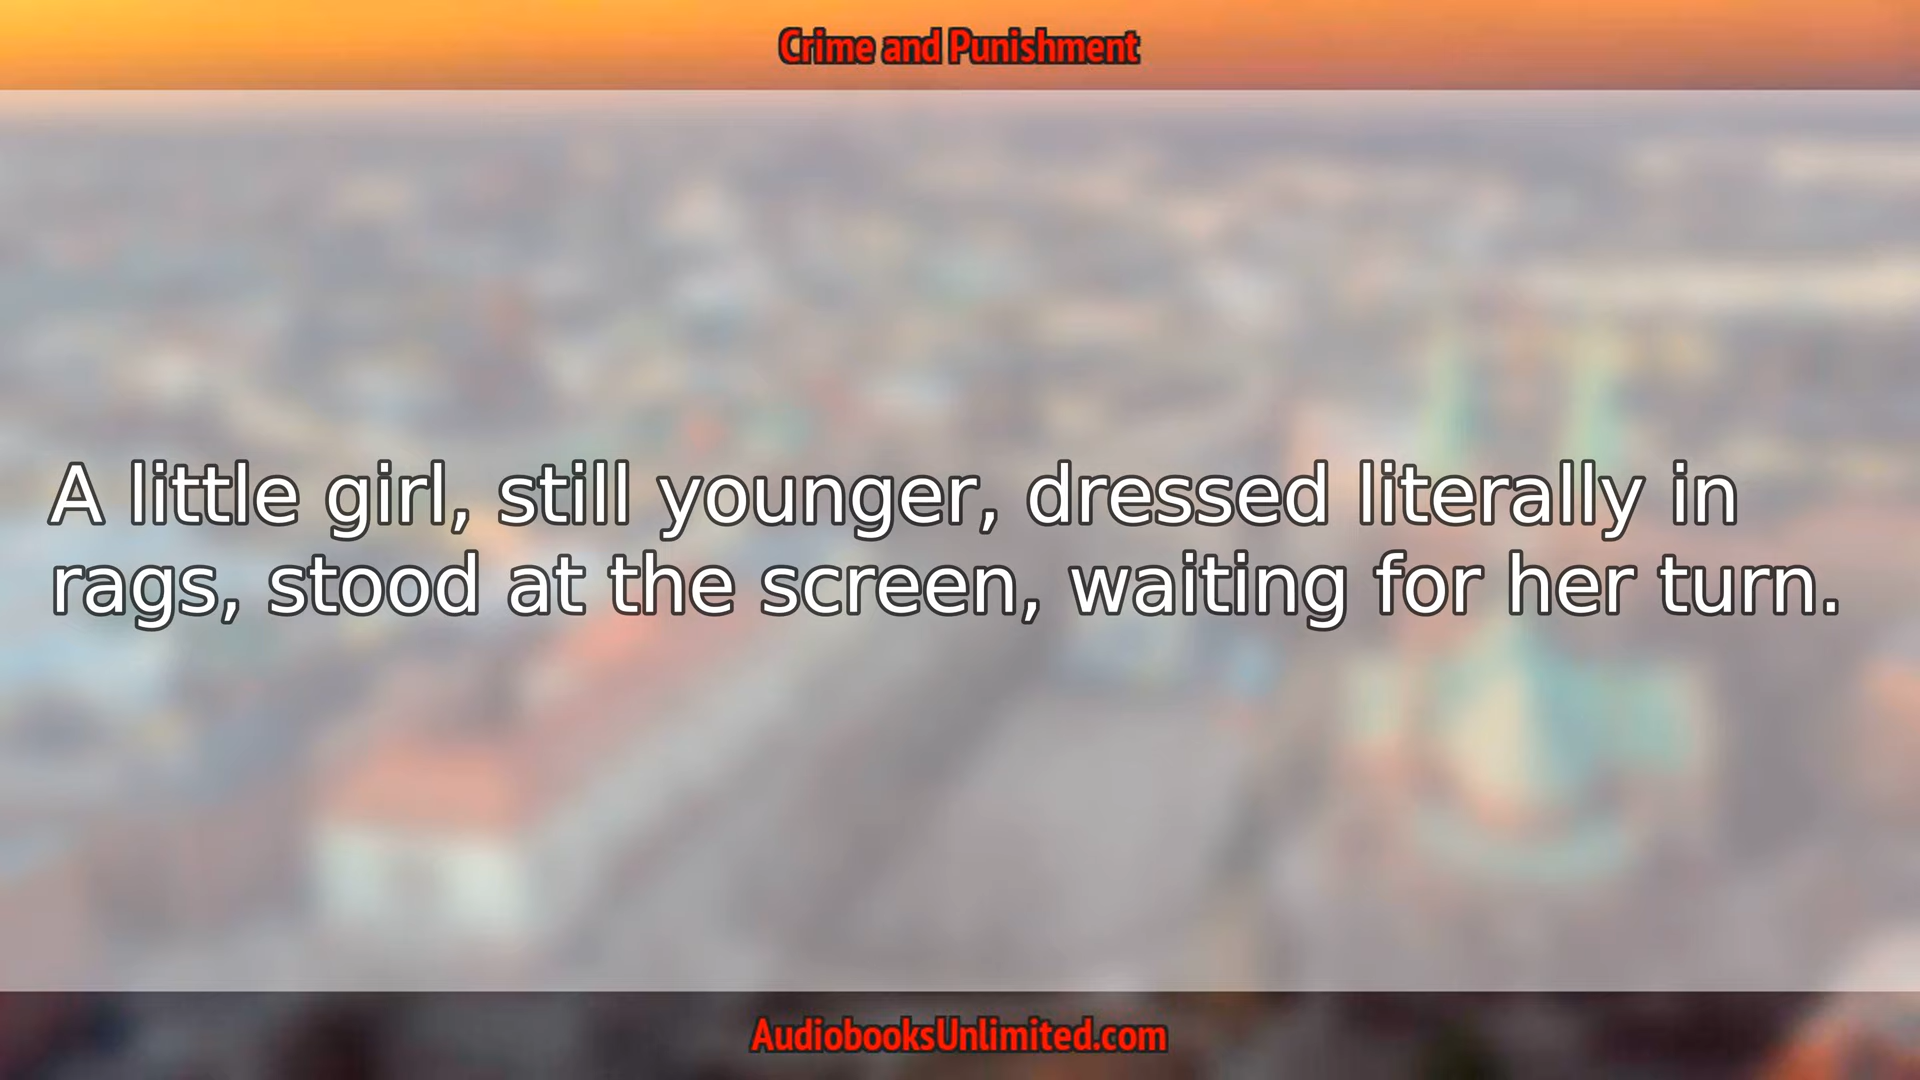 Crime and Punishment
A little girl, still younger, dressed literally in
rags, stood at the screen, waiting for her turn.
AudiobooksUnlimited.com